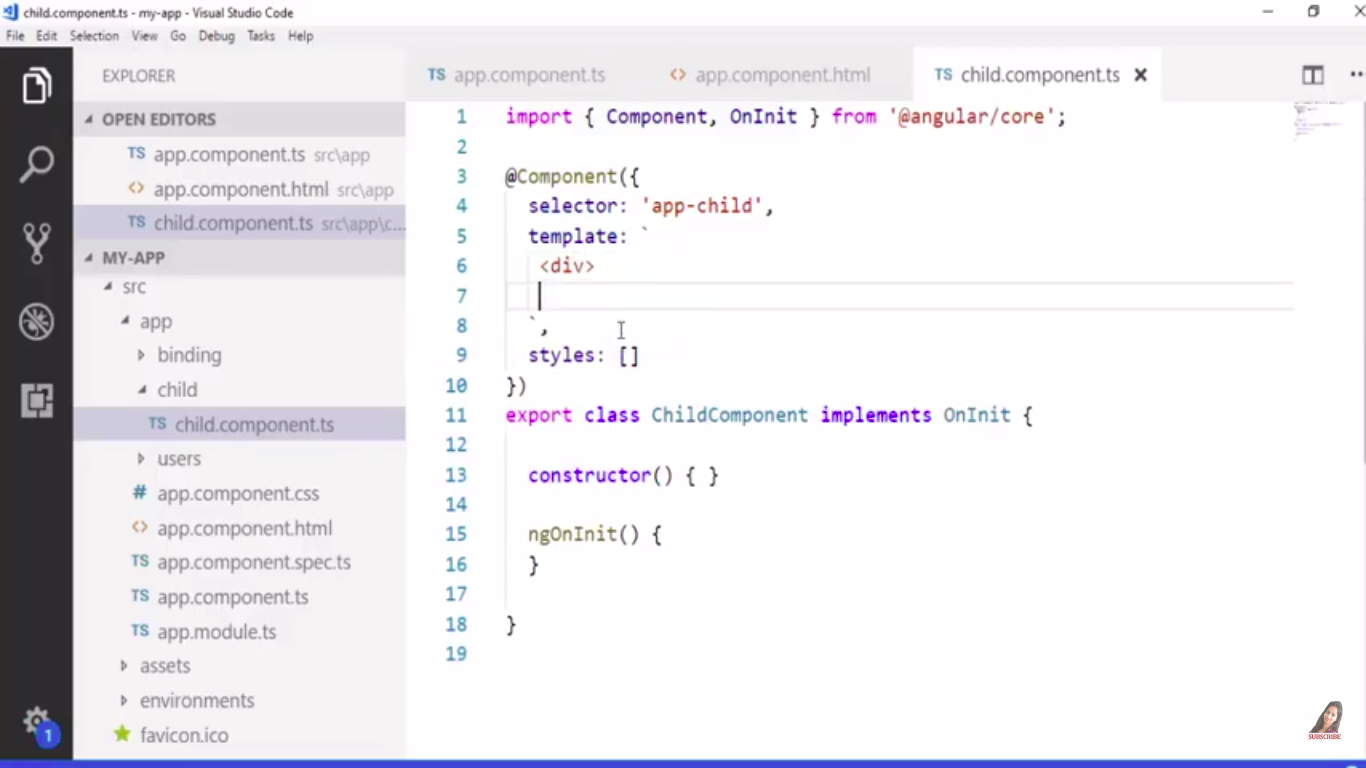 child.component.ts - my-app - Visual Studio Code
File Edit Selection View Go Debug Tasks Help
EXPLORER
OPEN EDITORS
TS app.component.ts src\app
<> app.component.html src\app
TS child.component.ts src\app\c...
MY-APP
src
app
binding
child
TS child.component.ts
users
# app.component.css
<> app.component.html
TS app.component.spec.ts
TS app.component.ts
TS app.module.ts
assets
environments
favicon.ico
1
TS app.component.ts <> app.component.html TS child.component.ts
1 import { Component, OnInit } from '@angular/core';
2
3 @Component({
4 selector: 'app-child',
5 template: `
6 <div>
7
8 `,
9 styles: []
10 })
11 export class ChildComponent implements OnInit {
12
13 constructor() { }
14
15 ngOnInit() {
16 }
17
18 }
19
SUBSCRIBE